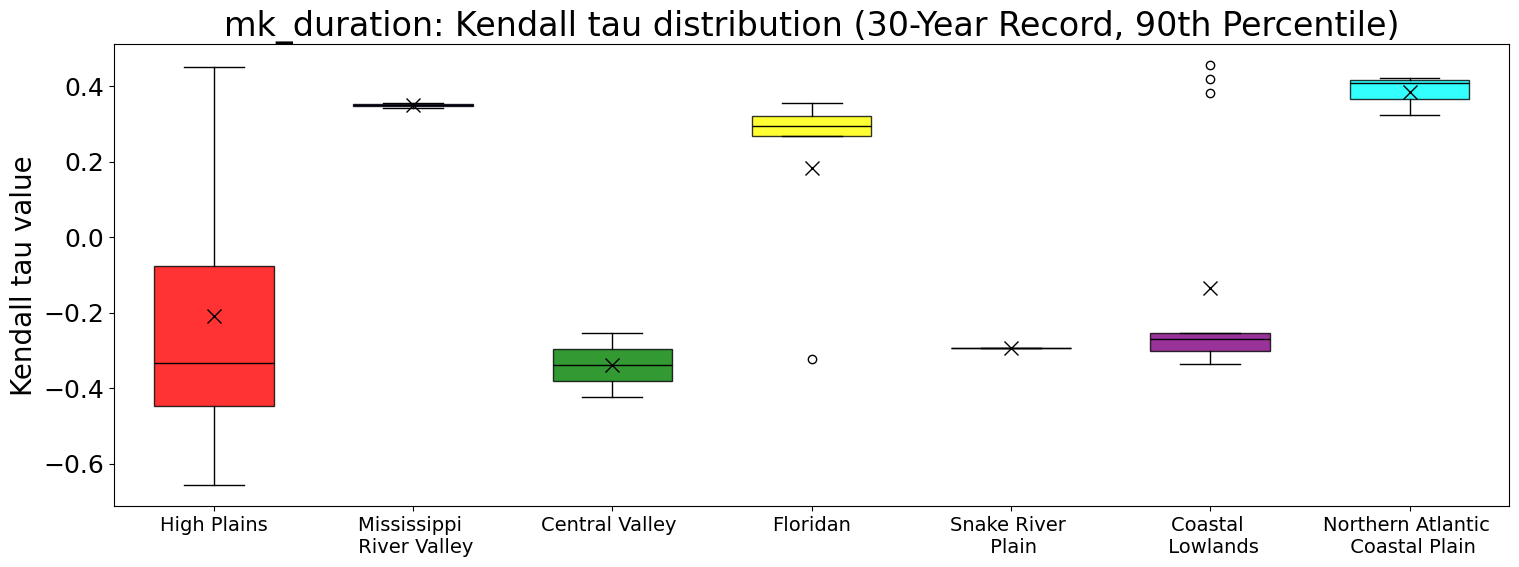 mk_duration: Kendall tau distribution (30-Year Record, 90th Percentile)
Kendall tau value
0.4
0.2
0.0
−0.2
−0.4
−0.6
High Plains
Mississippi
River Valley
Central Valley
Floridan
Snake River
Plain
Coastal
Lowlands
Northern Atlantic
Coastal Plain